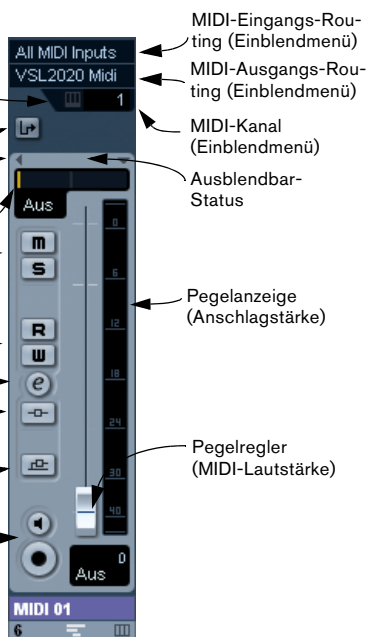 MIDI-Eingangs-Rou-
ting (Einblendmenü)
All MIDI Inputs
MIDI-Ausgangs-Rou-
ting (Einblendmenü)
VSL2020 Midi
1
MIDI-Kanal
(Einblendmenü)
Ausblendbar-
Status
Aus
0
m
S
6
Pegelanzeige
(Anschlagstärke)
12
R
W
18
e
24
Pegelregler
(MIDI-Lautstärke)
30
40
0
Aus
MIDI 01
6